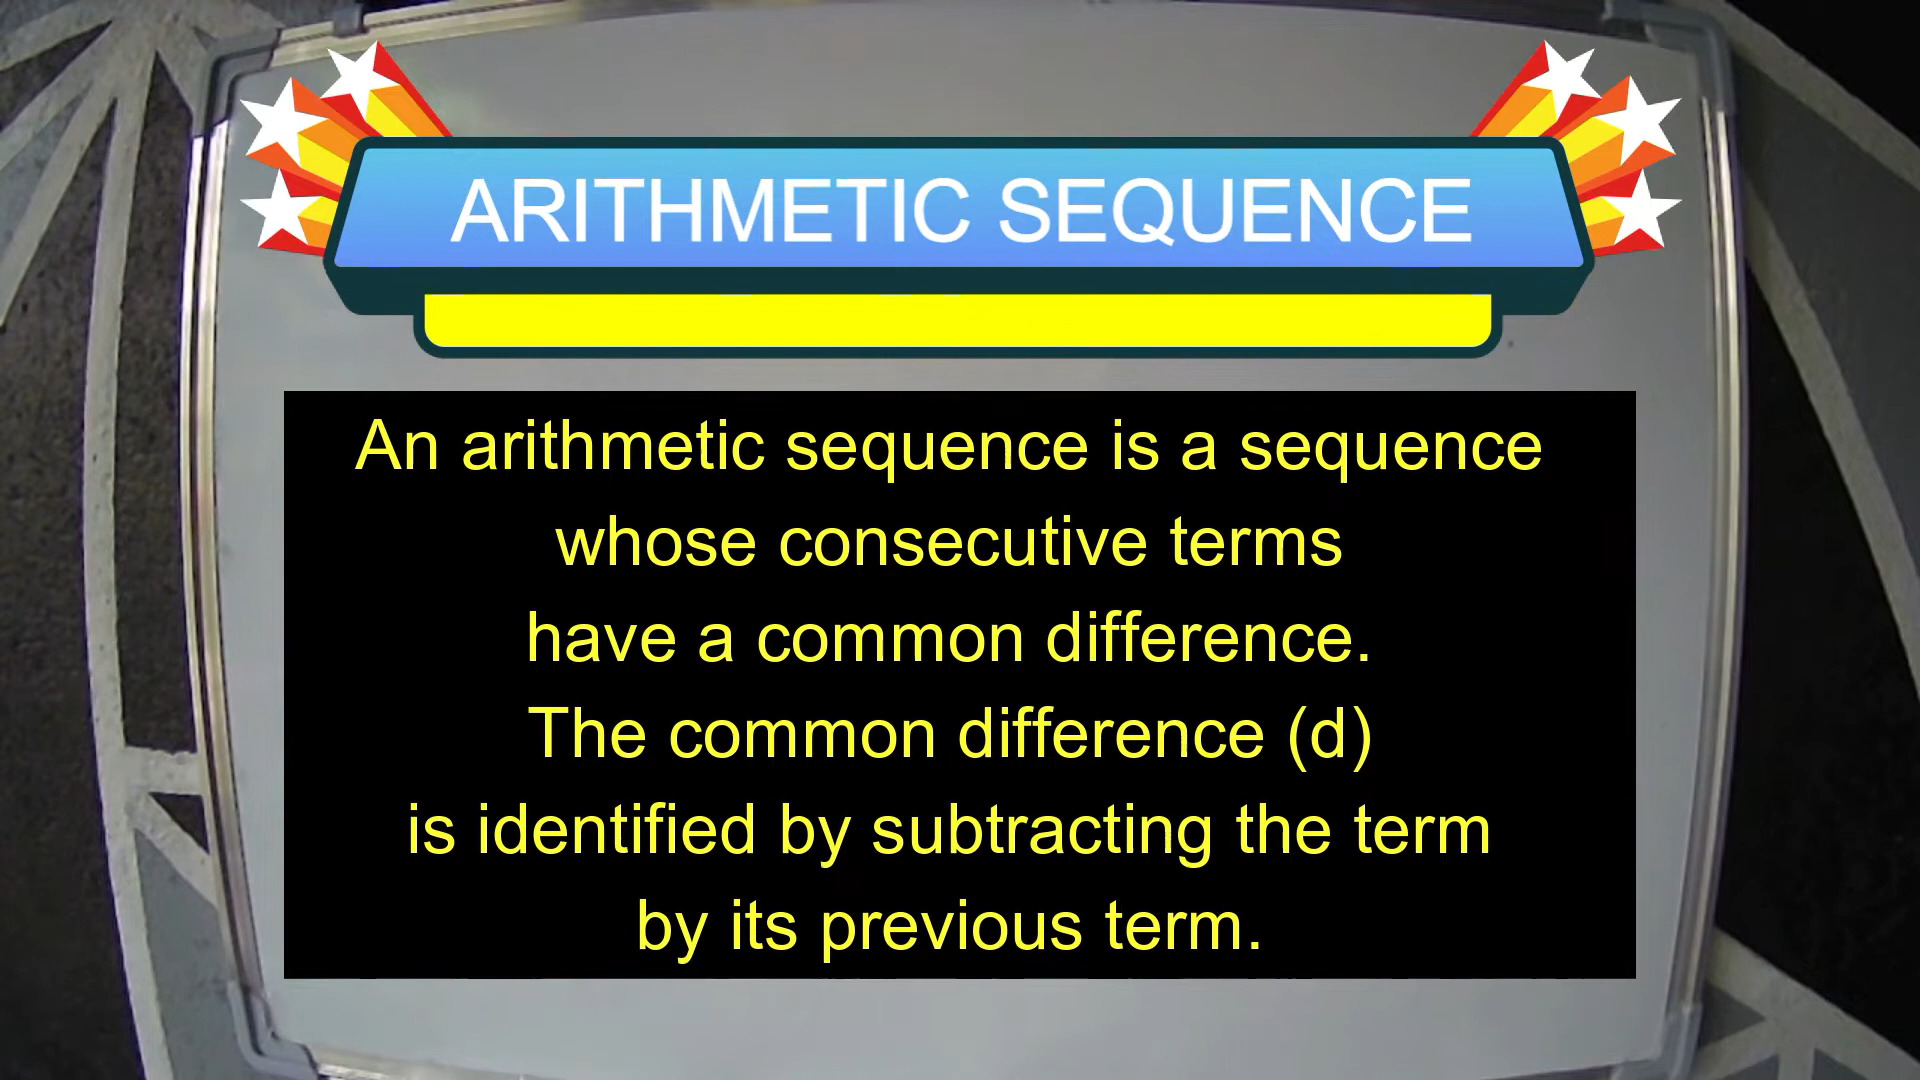 ARITHMETIC SEQUENCE
An arithmetic sequence is a sequence
whose consecutive terms
have a common difference.
The common difference (d)
is identified by subtracting the term
by its previous term.